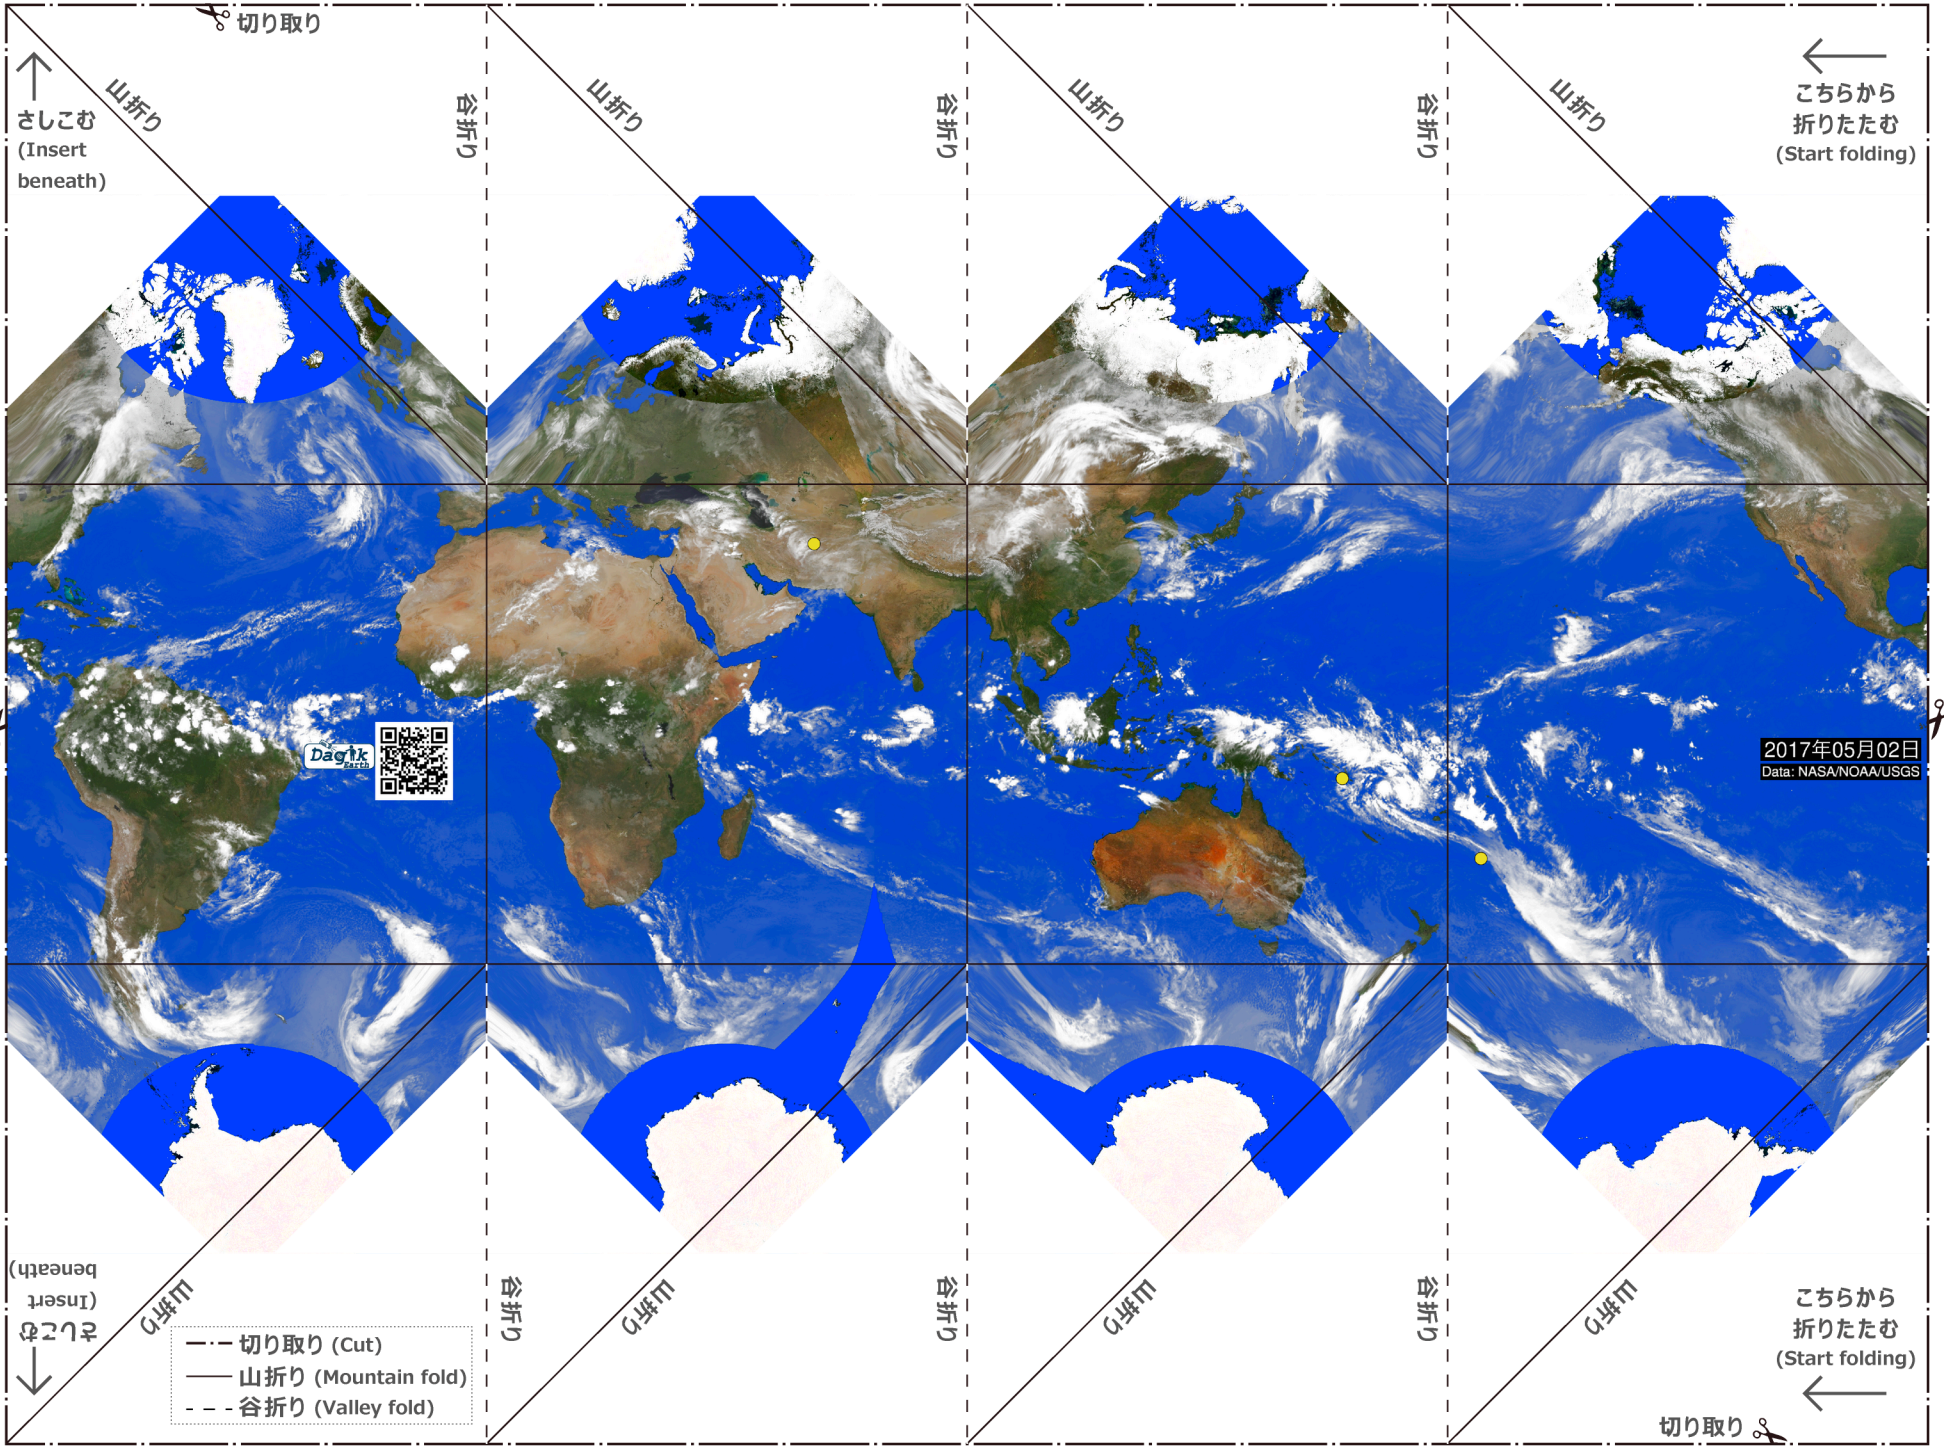 切り取り
山折り
谷折り
山折り
谷折り
山折り
谷折り
山折り
さしこむ
(Insert
beneath)
こちらから
折りたたむ
(Start folding)
Dagik
Earth
2017年05月02日
Data: NASA/NOAA/USGS
さしこむ
(Insert
beneath)
山折り
谷折り
山折り
谷折り
山折り
谷折り
山折り
こちらから
折りたたむ
(Start folding)
切り取り (Cut)
山折り (Mountain fold)
谷折り (Valley fold)
切り取り